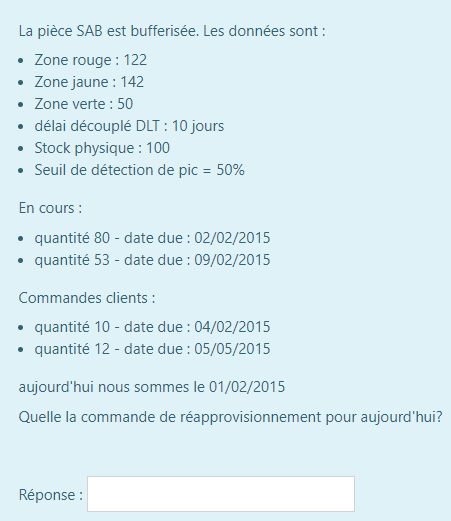 La pièce SAB est bufferisée. Les données sont :
Zone rouge : 122
Zone jaune : 142
Zone verte : 50
délai découplé DLT : 10 jours
Stock physique : 100
Seuil de détection de pic = 50%
En cours :
quantité 80 - date due : 02/02/2015
quantité 53 - date due : 09/02/2015
Commandes clients :
quantité 10 - date due : 04/02/2015
quantité 12 - date due : 05/05/2015
aujourd'hui nous sommes le 01/02/2015
Quelle la commande de réapprovisionnement pour aujourd'hui?
Réponse :